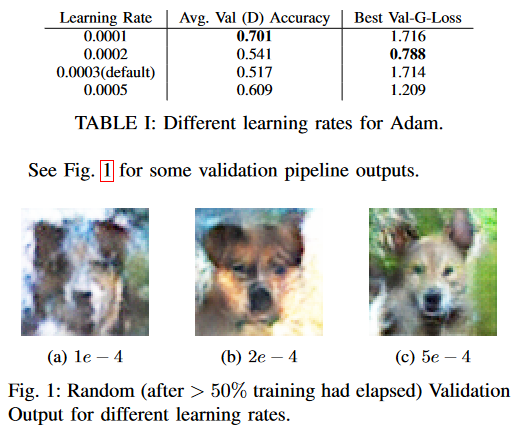 Learning Rate Avg. Val (D) Accuracy Best Val-G-Loss
0.0001 0.701 1.716
0.0002 0.541 0.788
0.0003(default) 0.517 1.714
0.0005 0.609 1.209
TABLE I: Different learning rates for Adam.
See Fig. 1 for some validation pipeline outputs.
(a) 1e − 4 (b) 2e − 4 (c) 5e − 4
Fig. 1: Random (after > 50% training had elapsed) Validation
Output for different learning rates.